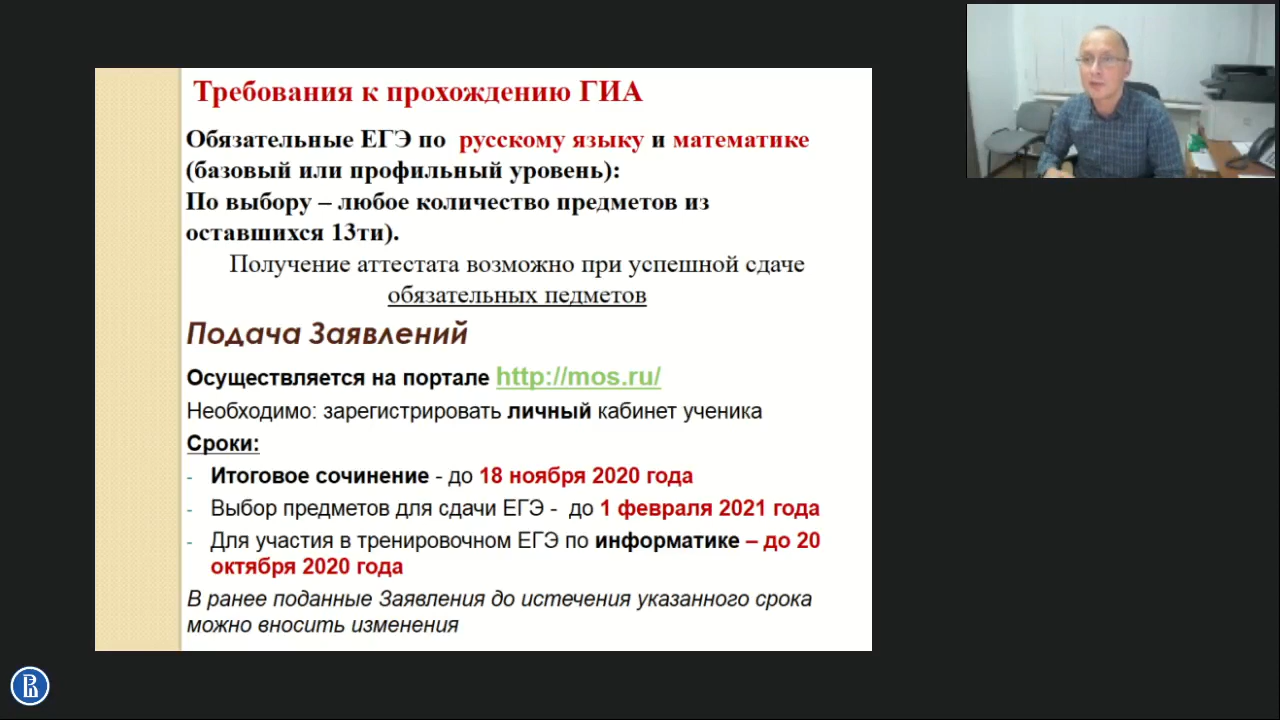 Требования к прохождению ГИА
Обязательные ЕГЭ по русскому языку и математике
(базовый или профильный уровень):
По выбору – любое количество предметов из
оставшихся 13ти).
Получение аттестата возможно при успешной сдаче
обязательных педметов
Подача Заявлений
Осуществляется на портале http://mos.ru/
Необходимо: зарегистрировать личный кабинет ученика
Сроки:
- Итоговое сочинение - до 18 ноября 2020 года
- Выбор предметов для сдачи ЕГЭ - до 1 февраля 2021 года
- Для участия в тренировочном ЕГЭ по информатике – до 20
октября 2020 года
В ранее поданные Заявления до истечения указанного срока
можно вносить изменения